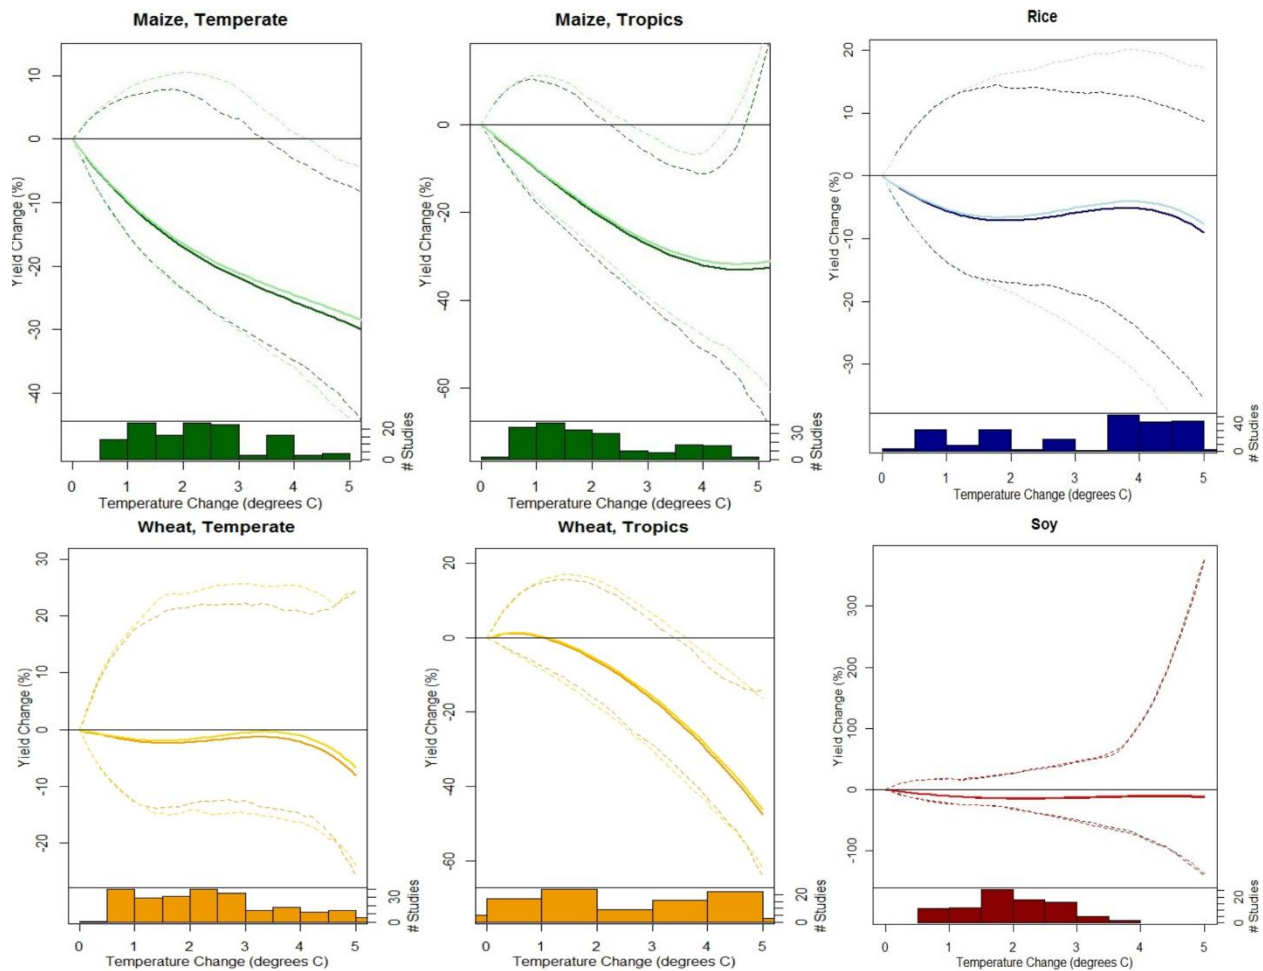 Maize, Temperate
Yield Change (%)
10
0
-10
-20
-30
-40
# Studies
20
0
0 1 2 3 4 5
Temperature Change (degrees C)
Maize, Tropics
Yield Change (%)
0
-20
-40
-60
# Studies
30
0
0 1 2 3 4 5
Temperature Change (degrees C)
Rice
Yield Change (%)
20
10
0
-10
-20
-30
# Studies
40
0
0 1 2 3 4 5
Temperature Change (degrees C)
Wheat, Temperate
Yield Change (%)
30
20
10
0
-10
-20
# Studies
30
0
0 1 2 3 4 5
Temperature Change (degrees C)
Wheat, Tropics
Yield Change (%)
20
0
-20
-40
-60
# Studies
20
0
0 1 2 3 4 5
Temperature Change (degrees C)
Soy
Yield Change (%)
300
200
100
0
-100
# Studies
20
0
0 1 2 3 4 5
Temperature Change (degrees C)